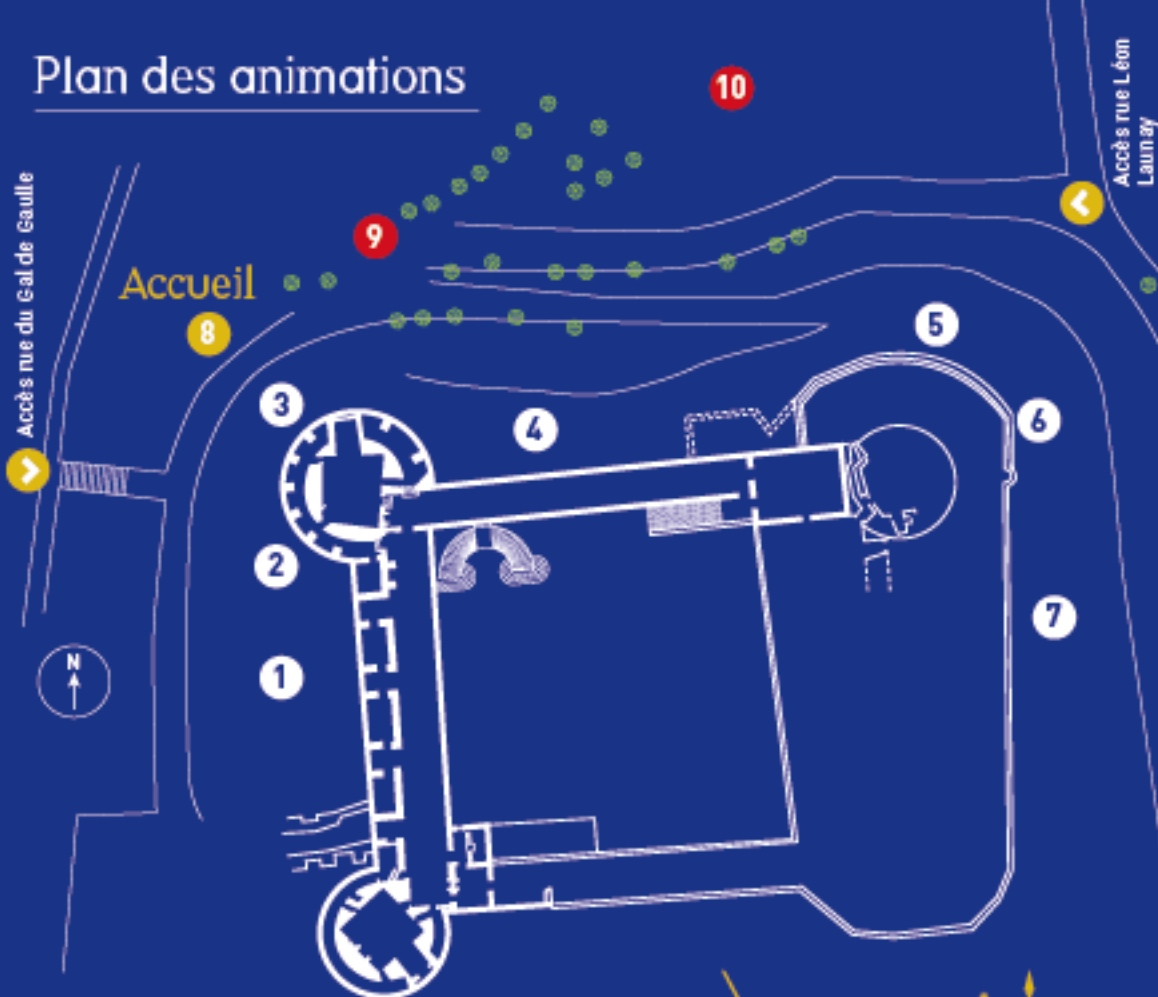 Plan des animations
10
Accès rue Léon
Launay
Accès rue du Gal de Gaulle
9
Accueil
8
5
3
4
6
2
7
1
N